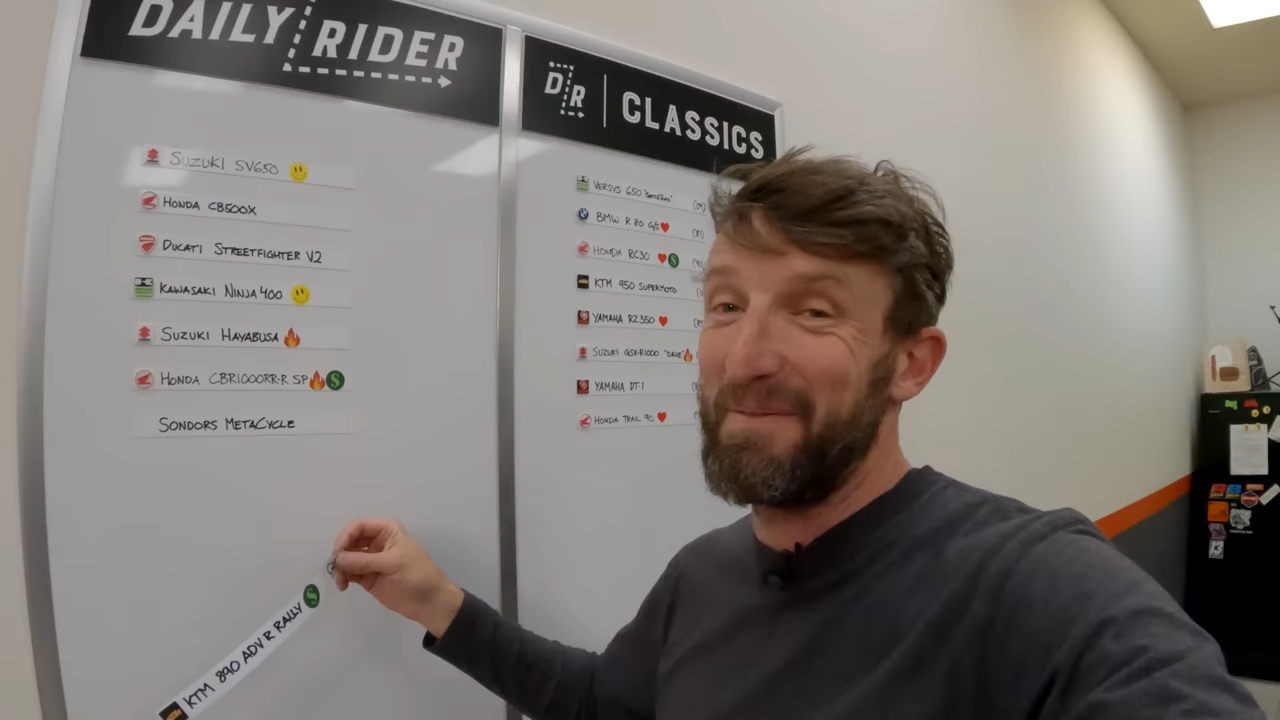 DAILY RIDER
SUZUKI SV650
HONDA CB500X
DUCATI STREETFIGHTER V2
KAWASAKI NINJA 400
SUZUKI HAYABUSA
HONDA CBR1000RR-R SP $
SONDORS METACYCLE
KTM 890 ADV R RALLY $
D R | CLASSICS
VERSYS 650
BMW R 80 G/S
HONDA RC30 $
KTM 950 SUPERMOTO
YAMAHA RZ350
SUZUKI GSX-R1000 "DAVE"
YAMAHA DT-1
HONDA TRAIL 90